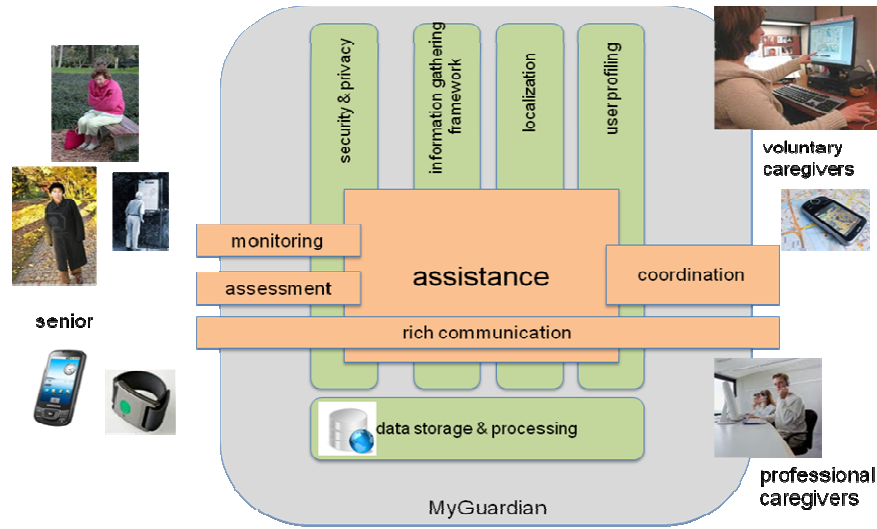 security & privacy
information gathering
framework
localization
user profiling
voluntary
caregivers
monitoring
assistance
coordination
assessment
senior
rich communication
data storage & processing
professional
caregivers
MyGuardian